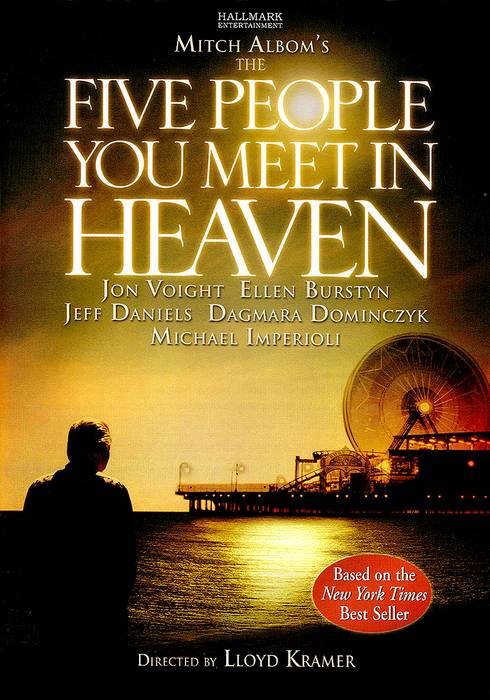 HALLMARK
ENTERTAINMENT
MITCH ALBOM'S
THE
FIVE PEOPLE
YOU MEET IN
HEAVEN
JON VOIGHT ELLEN BURSTYN
JEFF DANIELS DAGMARA DOMINCZYK
MICHAEL IMPERIOLI
Based on the
New York Times
Best Seller
DIRECTED BY LLOYD KRAMER